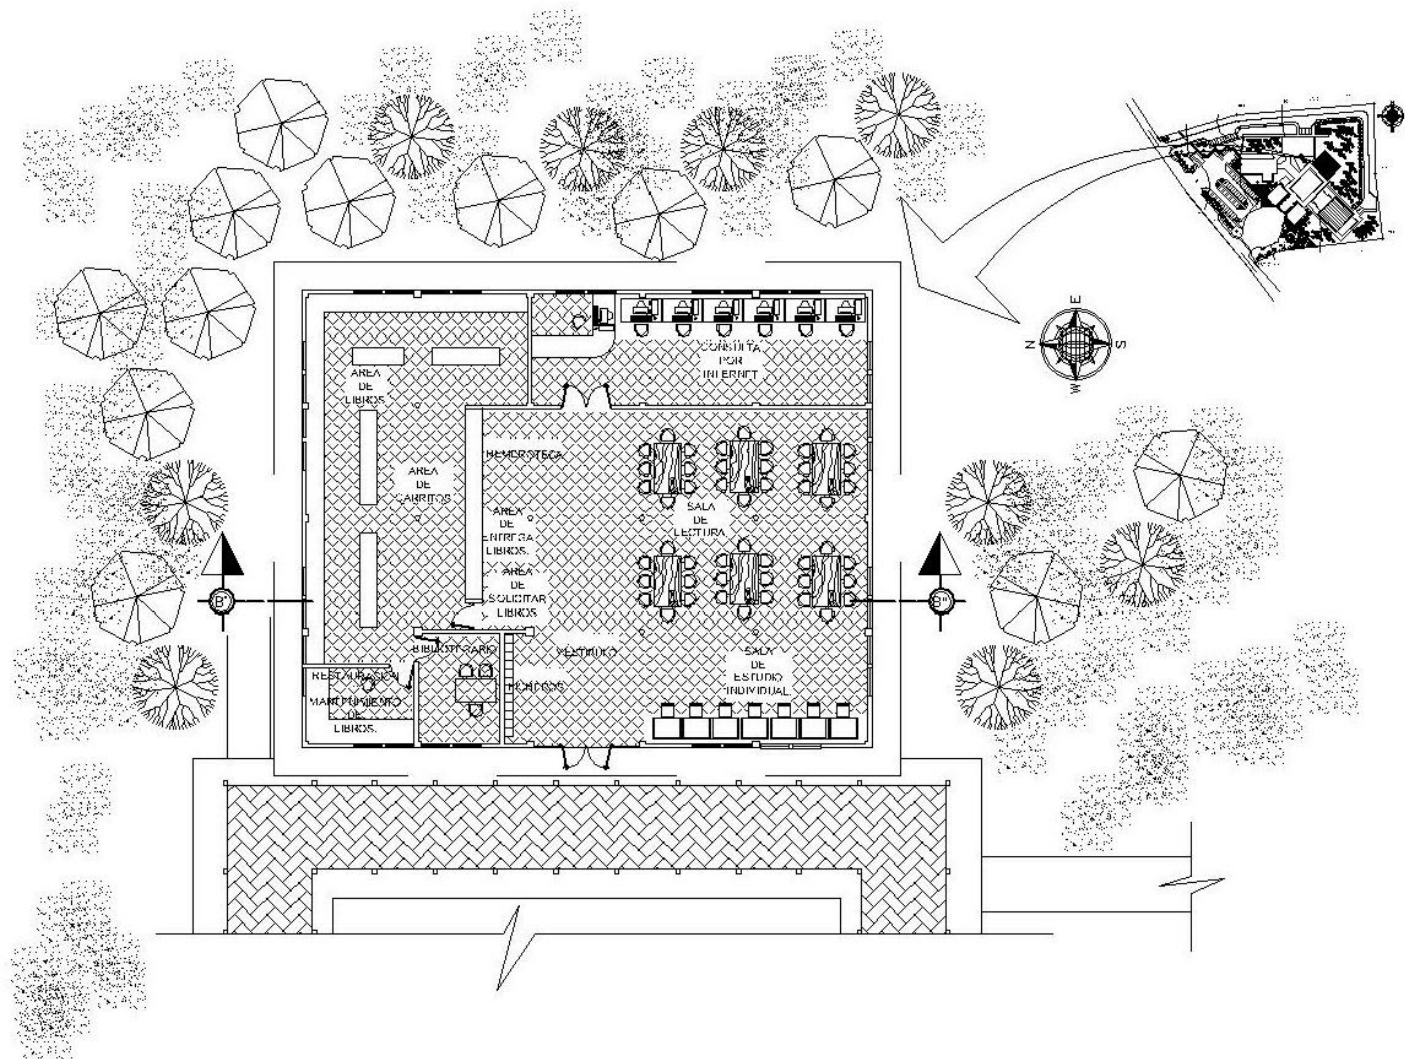 E
N
S
W
CONSULTA
POR
INTERNET
AREA
DE
LIBROS
HEMEROTECA
AREA
DE
CARRITOS
AREA
DE
ENTREGA
LIBROS.
SALA
DE
LECTURA
AREA
DE
SOLICITAR
LIBROS
B'
B''
BIBLIOTECARIO
VESTIBULO
SALA
DE
ESTUDIO
INDIVIDUAL
RESTAURACION
Y
MANTENIMIENTO
DE
LIBROS.
FICHEROS